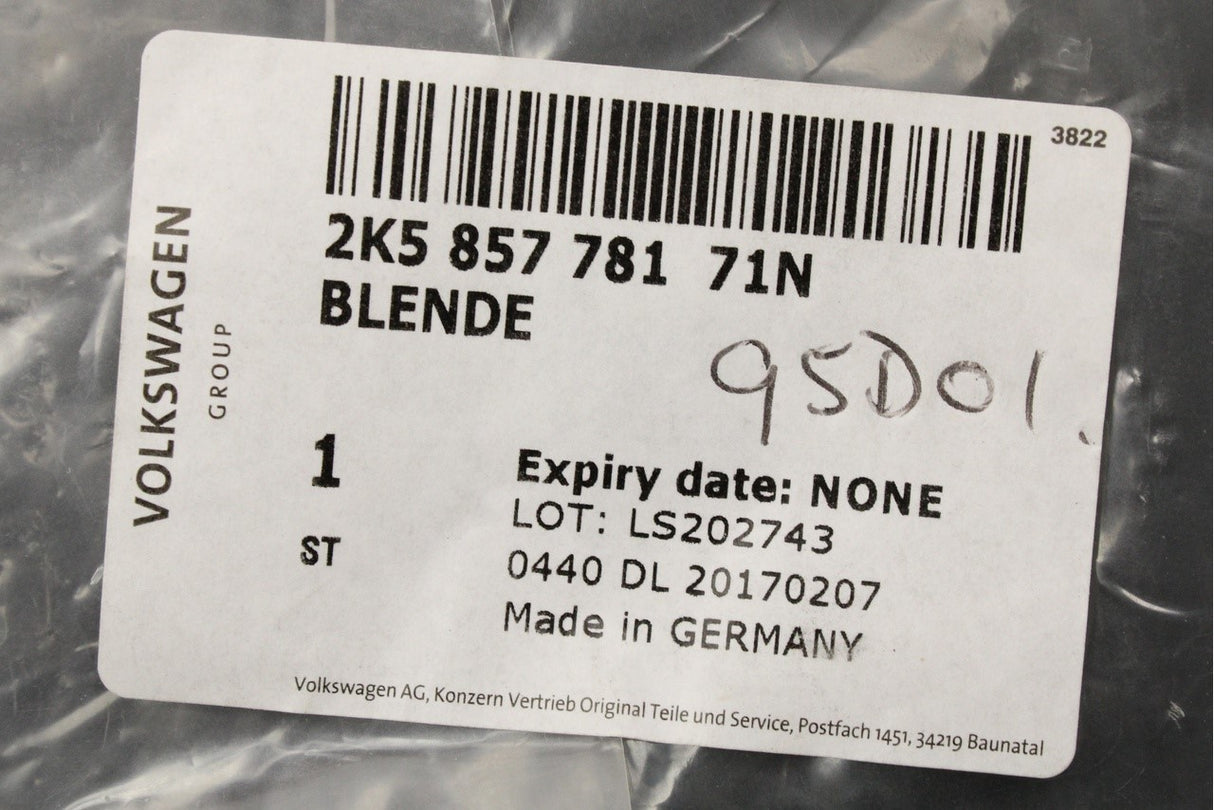 3822
2K5 857 781 71N
BLENDE
95D01.
VOLKSWAGEN
GROUP
1
ST
Expiry date: NONE
LOT: LS202743
0440 DL 20170207
Made in GERMANY
Volkswagen AG, Konzern Vertrieb Original Teile und Service, Postfach 1451, 34219 Baunatal